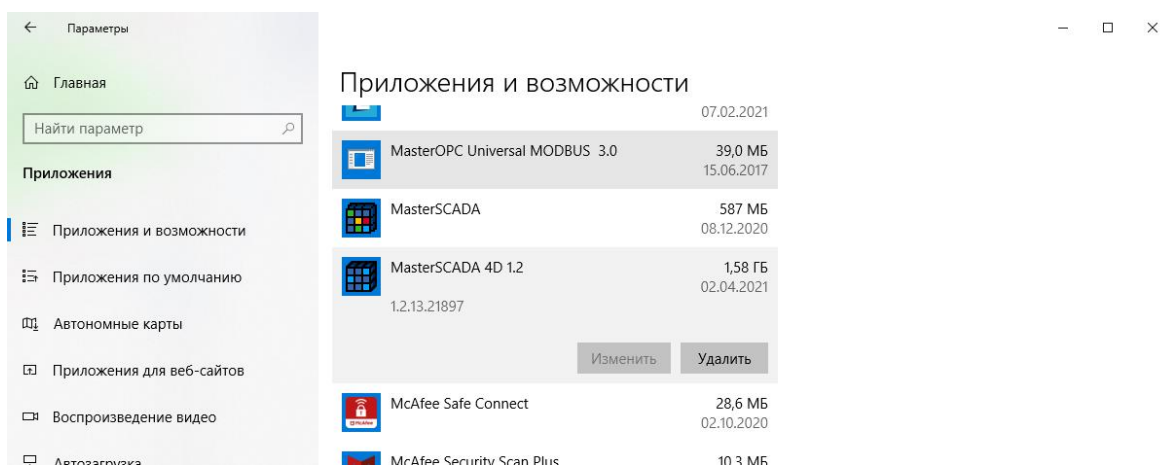 Параметры
Главная
Найти параметр
Приложения
Приложения и возможности
Приложения по умолчанию
Автономные карты
Приложения для веб-сайтов
Воспроизведение видео
Автозагрузка
Приложения и возможности
07.02.2021
MasterOPC Universal MODBUS 3.0 39,0 МБ
15.06.2017
MasterSCADA 587 МБ
08.12.2020
MasterSCADA 4D 1.2 1,58 ГБ
02.04.2021
1.2.13.21897
Изменить Удалить
McAfee Safe Connect 28,6 МБ
02.10.2020
McAfee Security Scan Plus 10,3 МБ